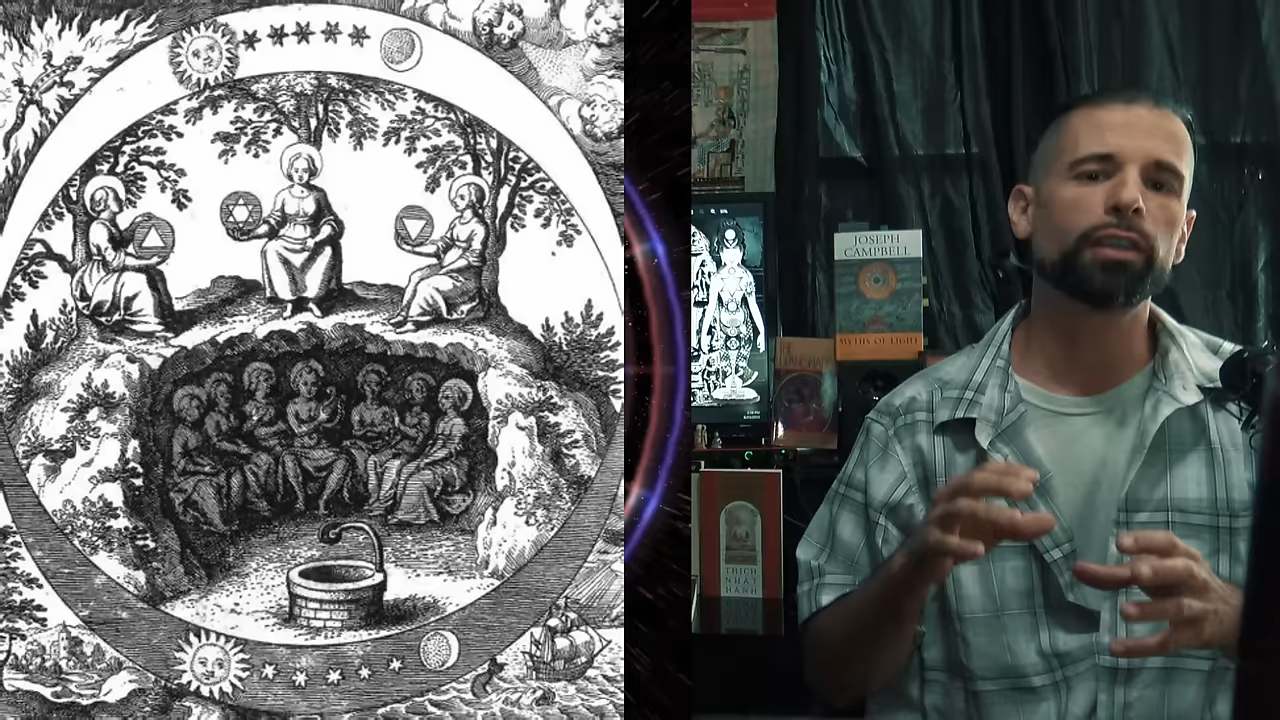 JOSEPH
CAMPBELL
MYTHS OF LIGHT
THICH
NHAT
HANH